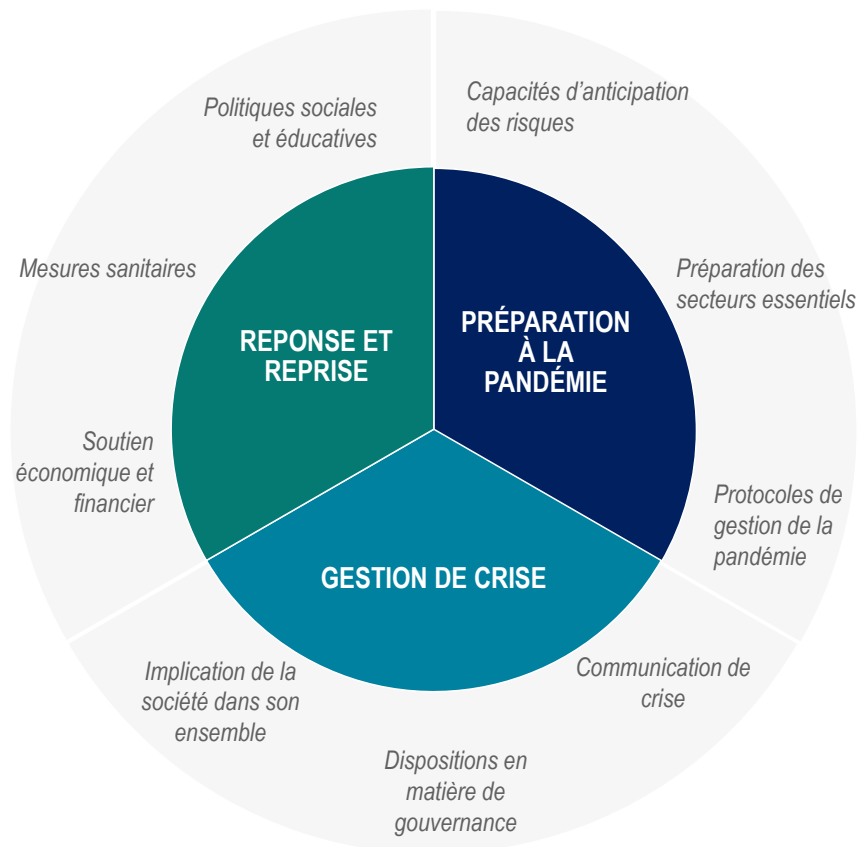 Politiques sociales
et éducatives
Capacités d’anticipation
des risques
Mesures sanitaires
Préparation des
secteurs essentiels
REPONSE ET
REPRISE
PRÉPARATION
À LA
PANDÉMIE
Soutien
économique et
financier
Protocoles de
gestion de la
pandémie
GESTION DE CRISE
Implication de la
société dans son
ensemble
Communication de
crise
Dispositions en
matière de
gouvernance